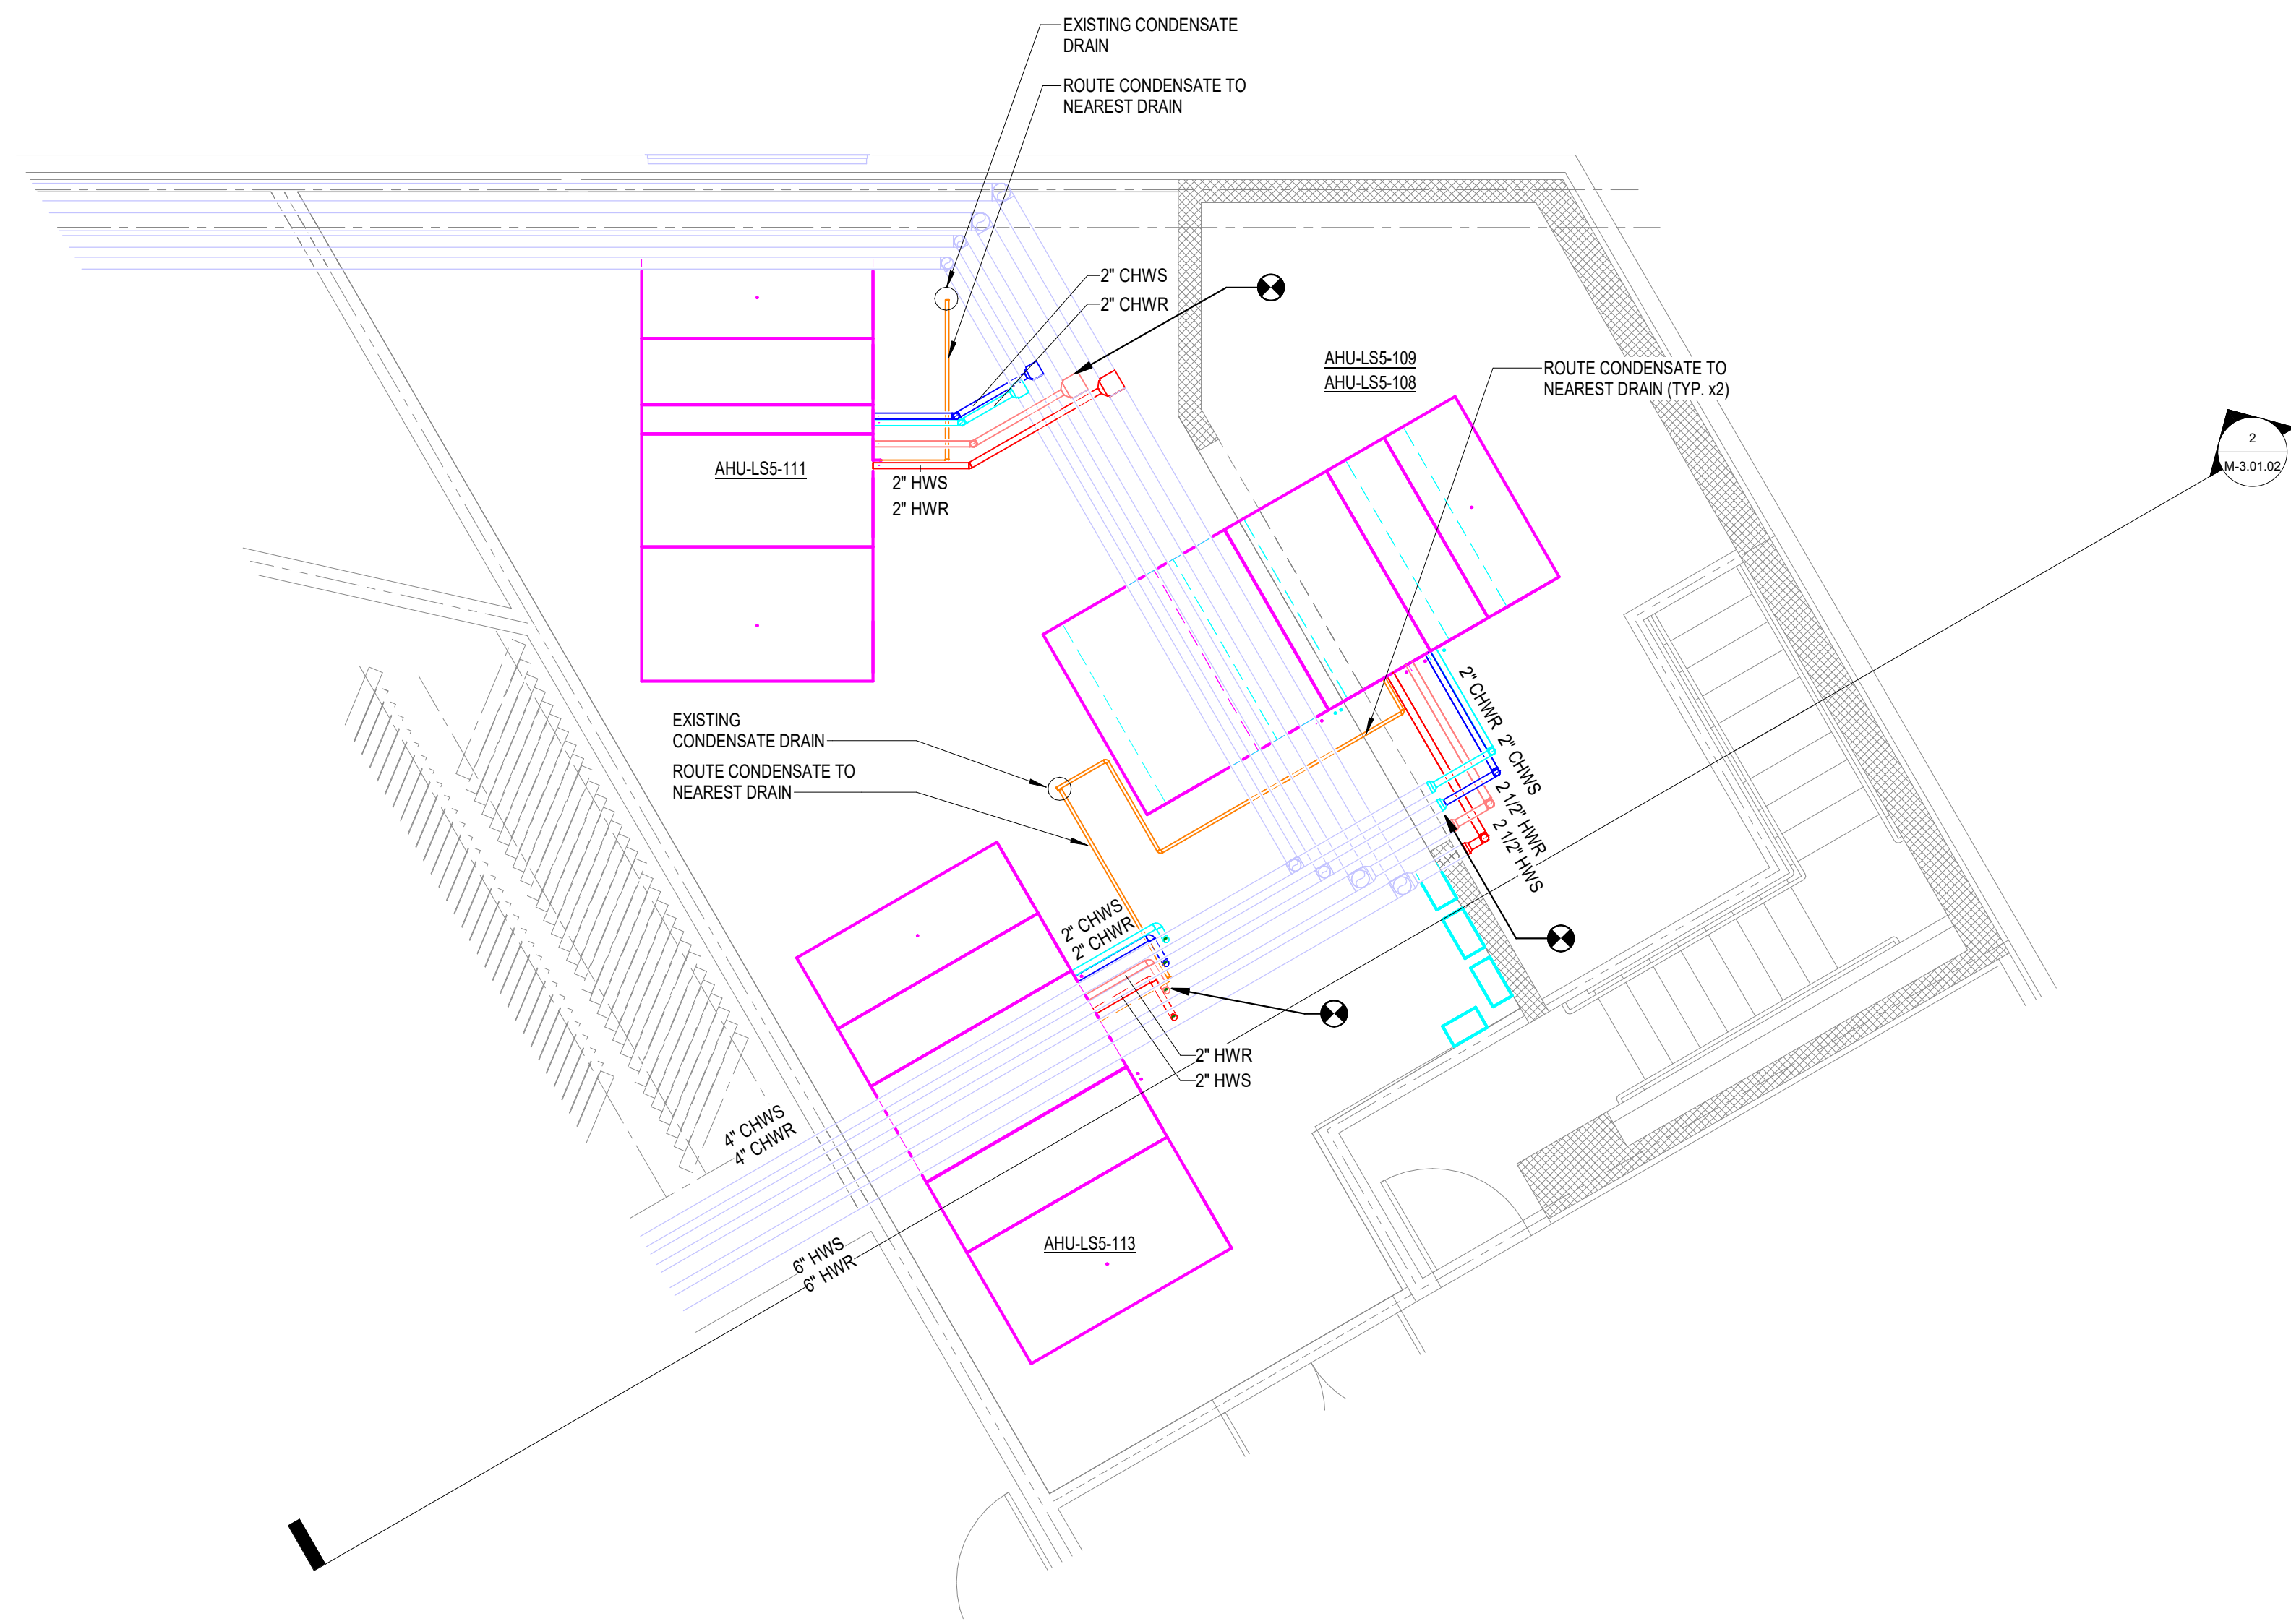 EXISTING CONDENSATE
DRAIN
ROUTE CONDENSATE TO
NEAREST DRAIN
2" CHWS
2" CHWR
AHU-LS5-109
AHU-LS5-108
ROUTE CONDENSATE TO
NEAREST DRAIN (TYP. x2)
2
M-3.01.02
AHU-LS5-111
2" HWS
2" HWR
2" CHWR
2" CHWS
2 1/2" HWR
2 1/2" HWS
EXISTING
CONDENSATE DRAIN
ROUTE CONDENSATE TO
NEAREST DRAIN
2" CHWS
2" CHWR
2" HWR
2" HWS
4" CHWS
4" CHWR
6" HWS
6" HWR
AHU-LS5-113